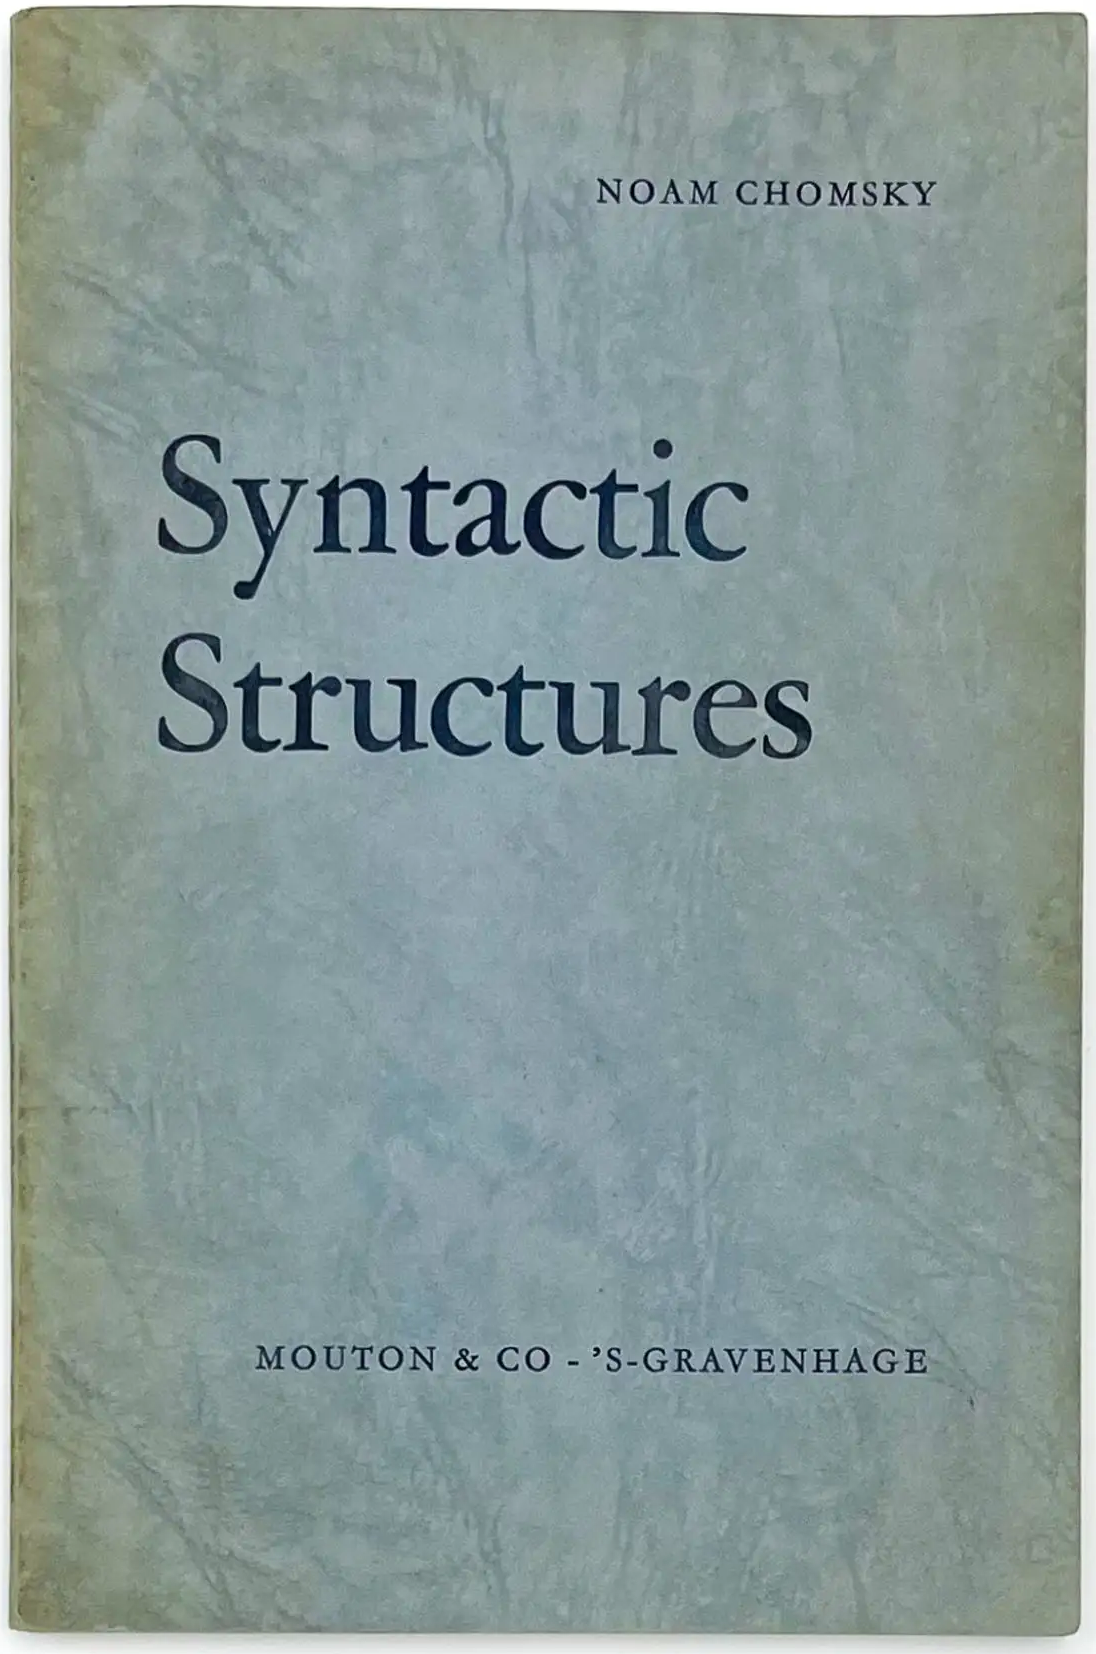 NOAM CHOMSKY
Syntactic
Structures
MOUTON & CO - 'S-GRAVENHAGE